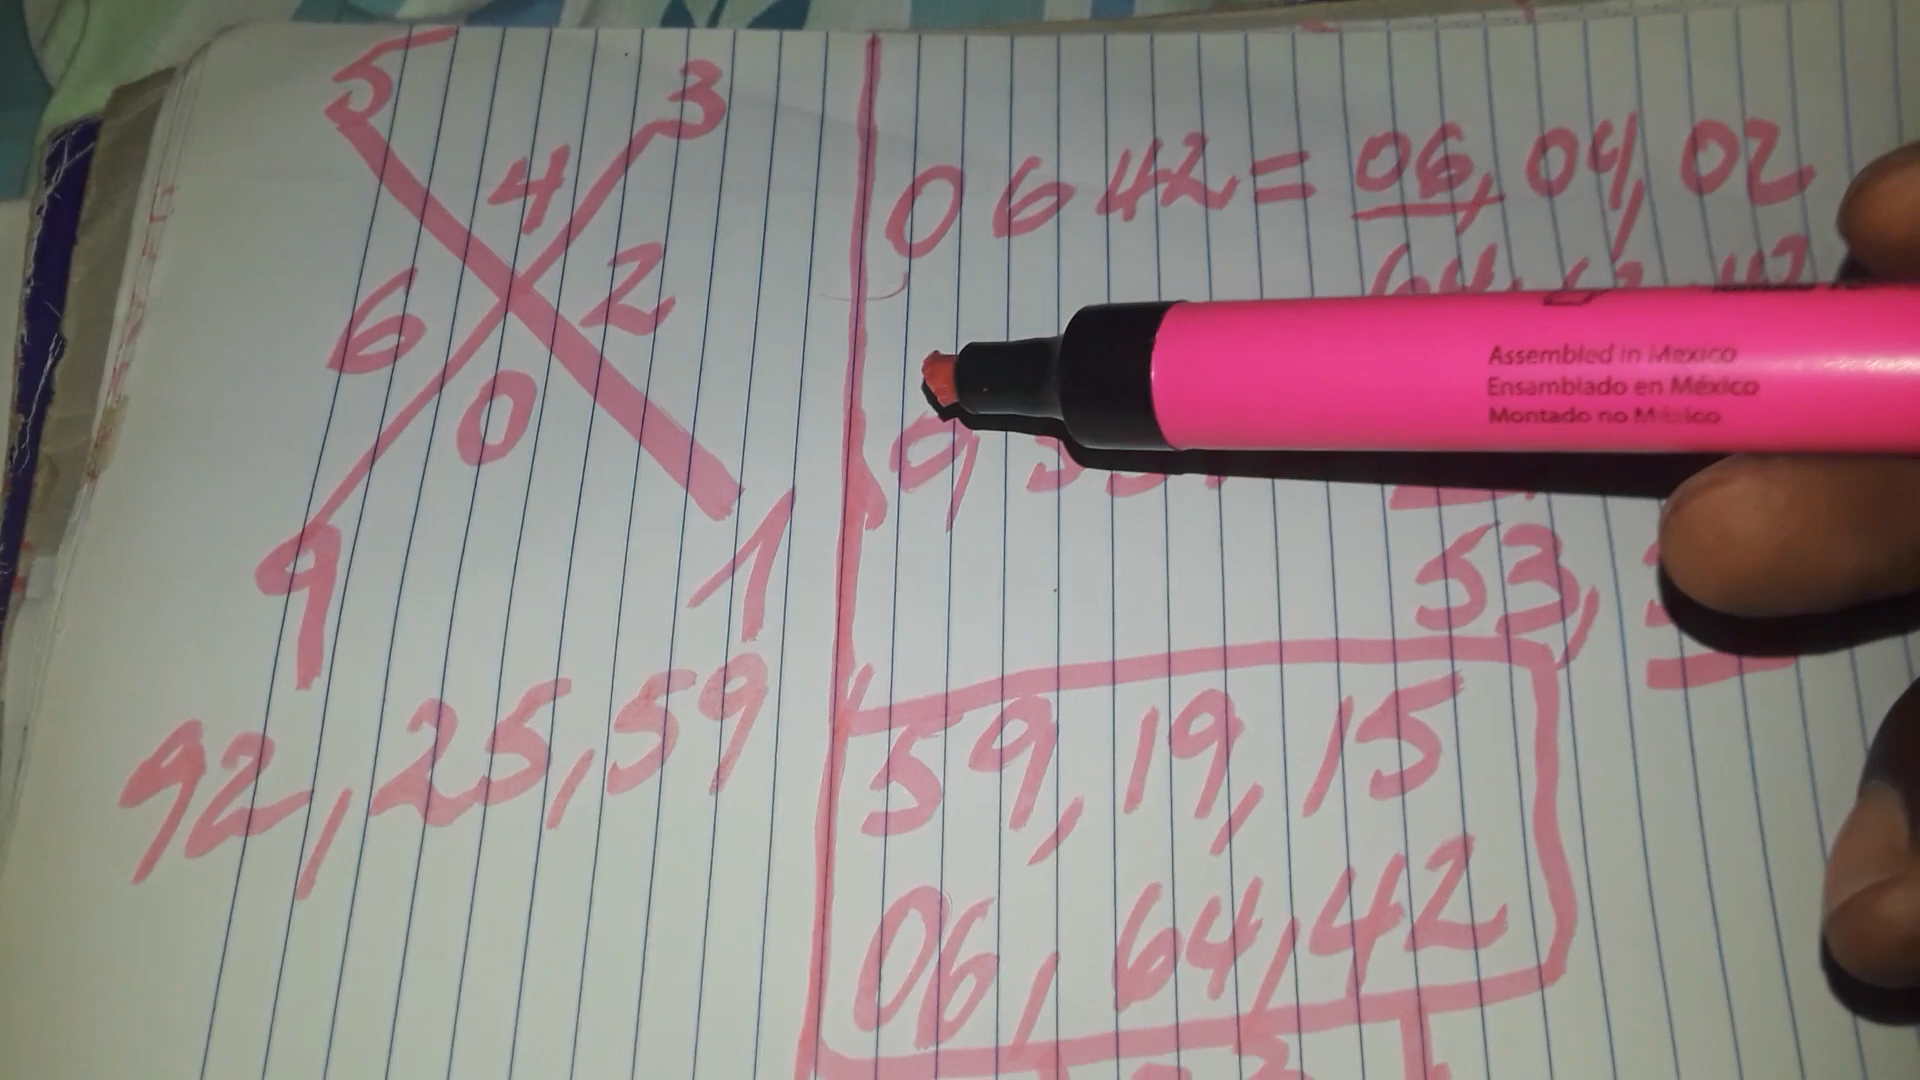 5 3
4
6 2
0
9 1
92, 25, 59
0642 = 06, 04, 02
Assembled in Mexico
Ensamblado en México
Montado no México
53,
59, 19, 15
06, 64, 42